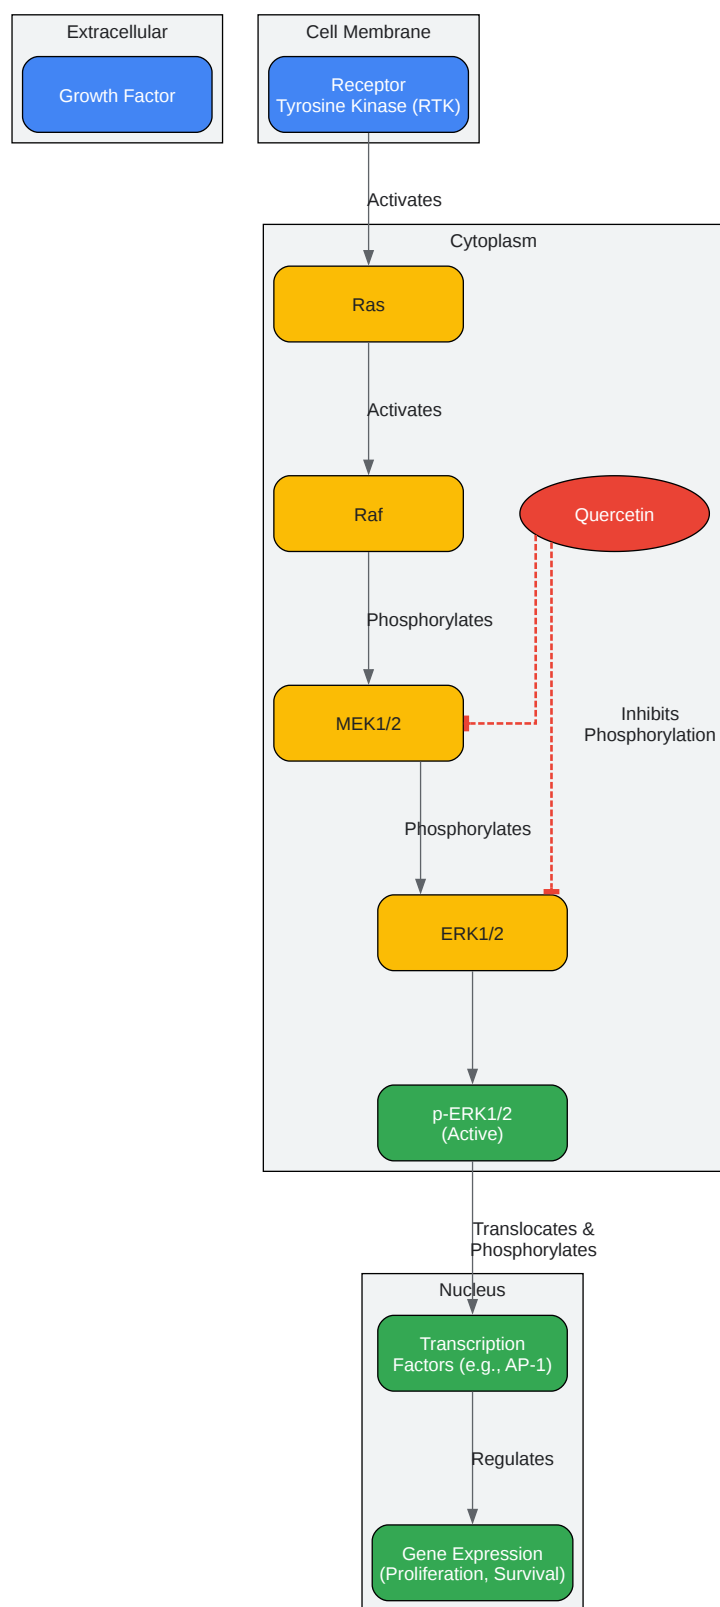 Extracellular
Growth Factor
Cell Membrane
Receptor
Tyrosine Kinase (RTK)
Activates
Cytoplasm
Ras
Activates
Raf
Quercetin
Phosphorylates
MEK1/2
Inhibits
Phosphorylation
Phosphorylates
ERK1/2
p-ERK1/2
(Active)
Translocates &
Phosphorylates
Nucleus
Transcription
Factors (e.g., AP-1)
Regulates
Gene Expression
(Proliferation, Survival)